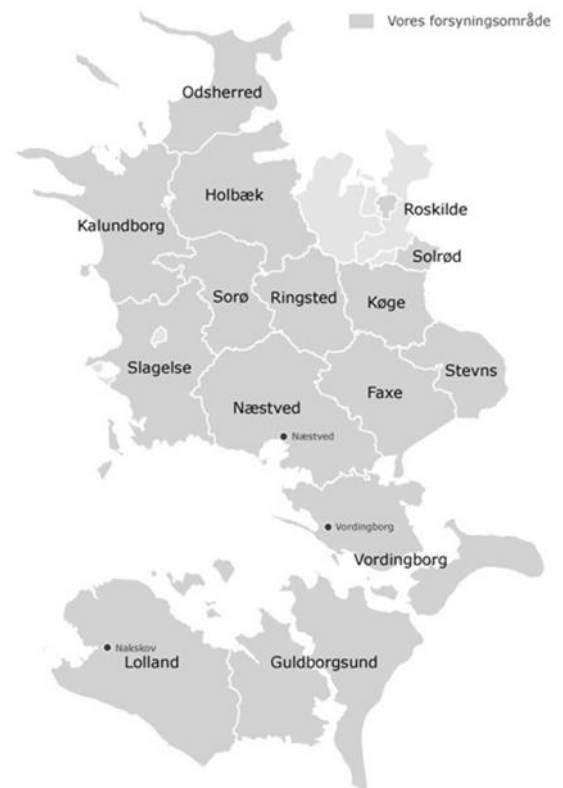 Vores forsyningsområde
Odsherred
Holbæk
Roskilde
Kalundborg
Solrød
Sorø
Ringsted
Køge
Slagelse
Stevns
Faxe
Næstved
Næstved
Vordingborg
Vordingborg
Nakskov
Lolland
Guldborgsund